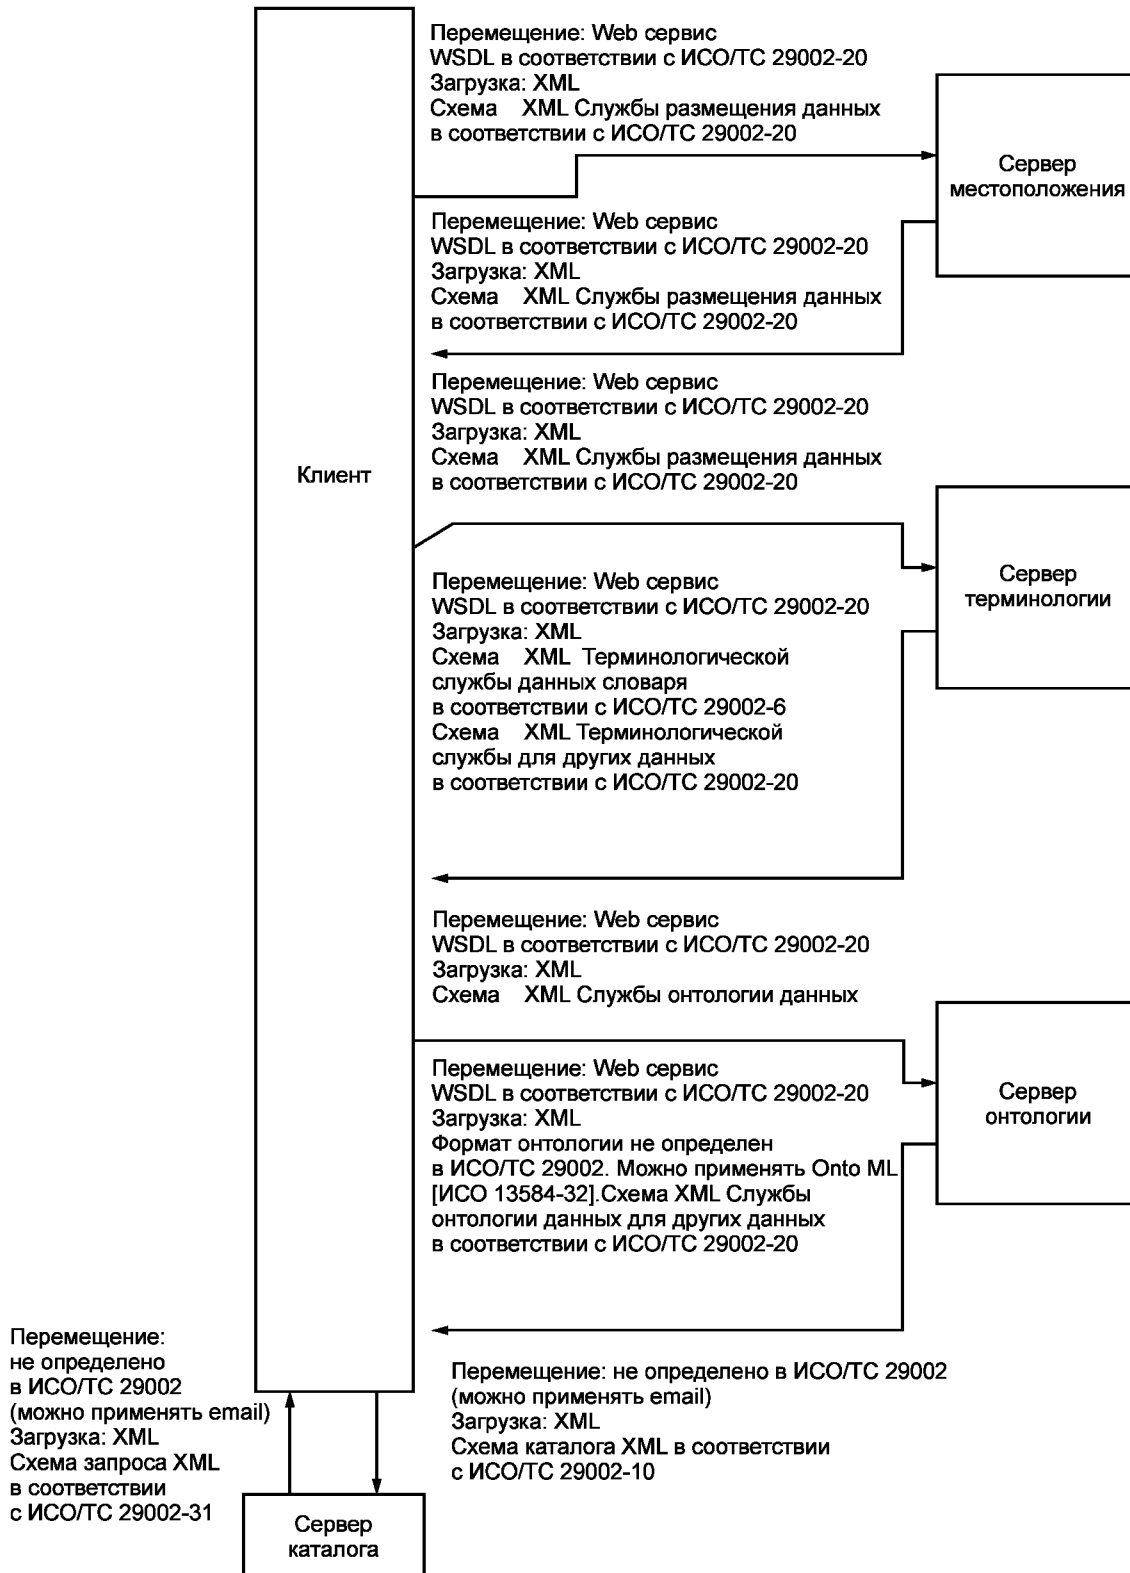 Перемещение: Web сервис
WSDL в соответствии с ИСО/ТС 29002-20
Загрузка: XML
Схема XML Службы размещения данных
в соответствии с ИСО/ТС 29002-20
Сервер
местоположения
Перемещение: Web сервис
WSDL в соответствии с ИСО/ТС 29002-20
Загрузка: XML
Схема XML Службы размещения данных
в соответствии с ИСО/ТС 29002-20
Перемещение: Web сервис
WSDL в соответствии с ИСО/ТС 29002-20
Загрузка: XML
Схема XML Службы размещения данных
в соответствии с ИСО/ТС 29002-20
Клиент
Сервер
терминологии
Перемещение: Web сервис
WSDL в соответствии с ИСО/ТС 29002-20
Загрузка: XML
Схема XML Терминологической
службы данных словаря
в соответствии с ИСО/ТС 29002-6
Схема XML Терминологической
службы для других данных
в соответствии с ИСО/ТС 29002-20
Перемещение: Web сервис
WSDL в соответствии с ИСО/ТС 29002-20
Загрузка: XML
Схема XML Службы онтологии данных
Сервер
онтологии
Перемещение: Web сервис
WSDL в соответствии с ИСО/ТС 29002-20
Загрузка: XML
Формат онтологии не определен
в ИСО/ТС 29002. Можно применять Onto ML
[ИСО 13584-32].Схема XML Службы
онтологии данных для других данных
в соответствии с ИСО/ТС 29002-20
Перемещение:
не определено
в ИСО/ТС 29002
(можно применять email)
Загрузка: XML
Схема запроса XML
в соответствии
с ИСО/ТС 29002-31
Перемещение: не определено в ИСО/ТС 29002
(можно применять email)
Загрузка: XML
Схема каталога XML в соответствии
с ИСО/ТС 29002-10
Сервер
каталога